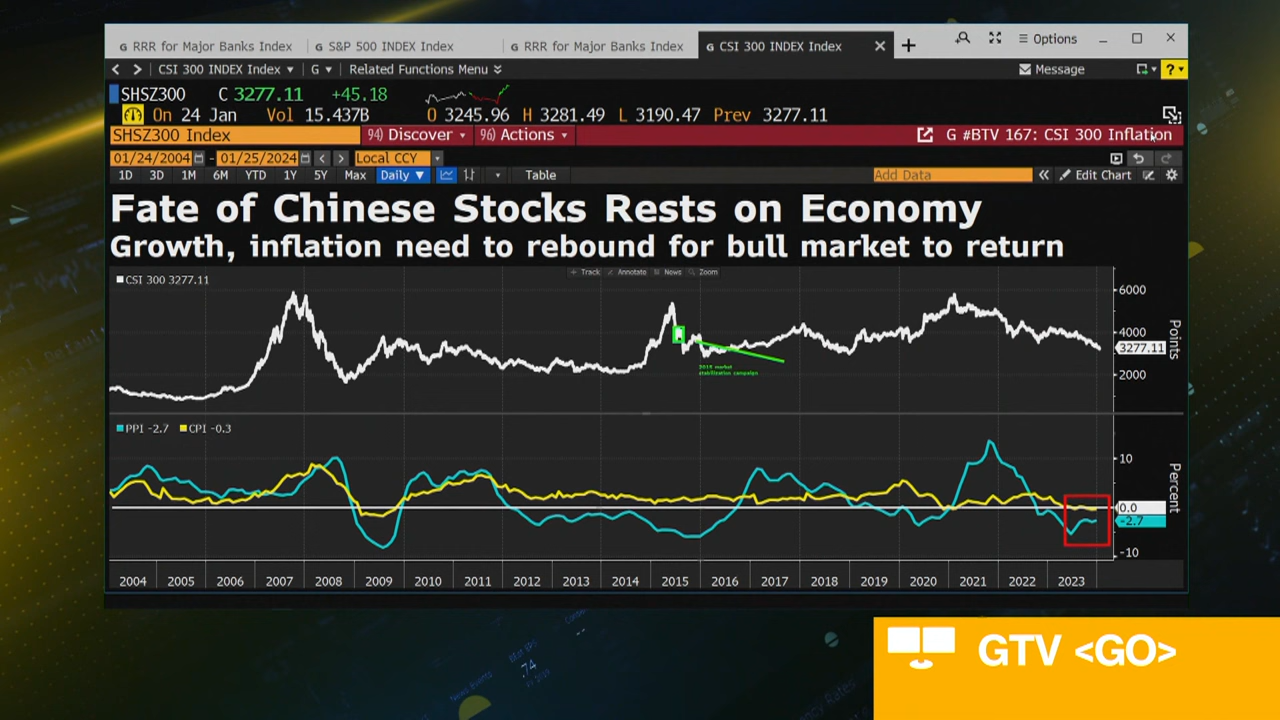 G RRR for Major Banks Index
G S&P 500 INDEX Index
G RRR for Major Banks Index
G CSI 300 INDEX Index
Options
CSI 300 INDEX Index
G
Related Functions Menu
Message
?
SHSZ300 C 3277.11 +45.18
On 24 Jan Vol 15.437B O 3245.96 H 3281.49 L 3190.47 Prev 3277.11
SHSZ300 Index
94) Discover
96) Actions
G #BTV 167: CSI 300 Inflation
01/24/2004 - 01/25/2024
Local CCY
1D 3D 1M 6M YTD 1Y 5Y Max Daily ▼ Table
Add Data
Edit Chart
Fate of Chinese Stocks Rests on Economy
Growth, inflation need to rebound for bull market to return
Track Annotate News Zoom
CSI 300 3277.11
6000
4000
3277.11
2000
Points
2015 market
stabilization campaign
PPI -2.7 CPI -0.3
10
0.0
-2.7
-10
Percent
2004 2005 2006 2007 2008 2009 2010 2011 2012 2013 2014 2015 2016 2017 2018 2019 2020 2021 2022 2023
GTV <GO>